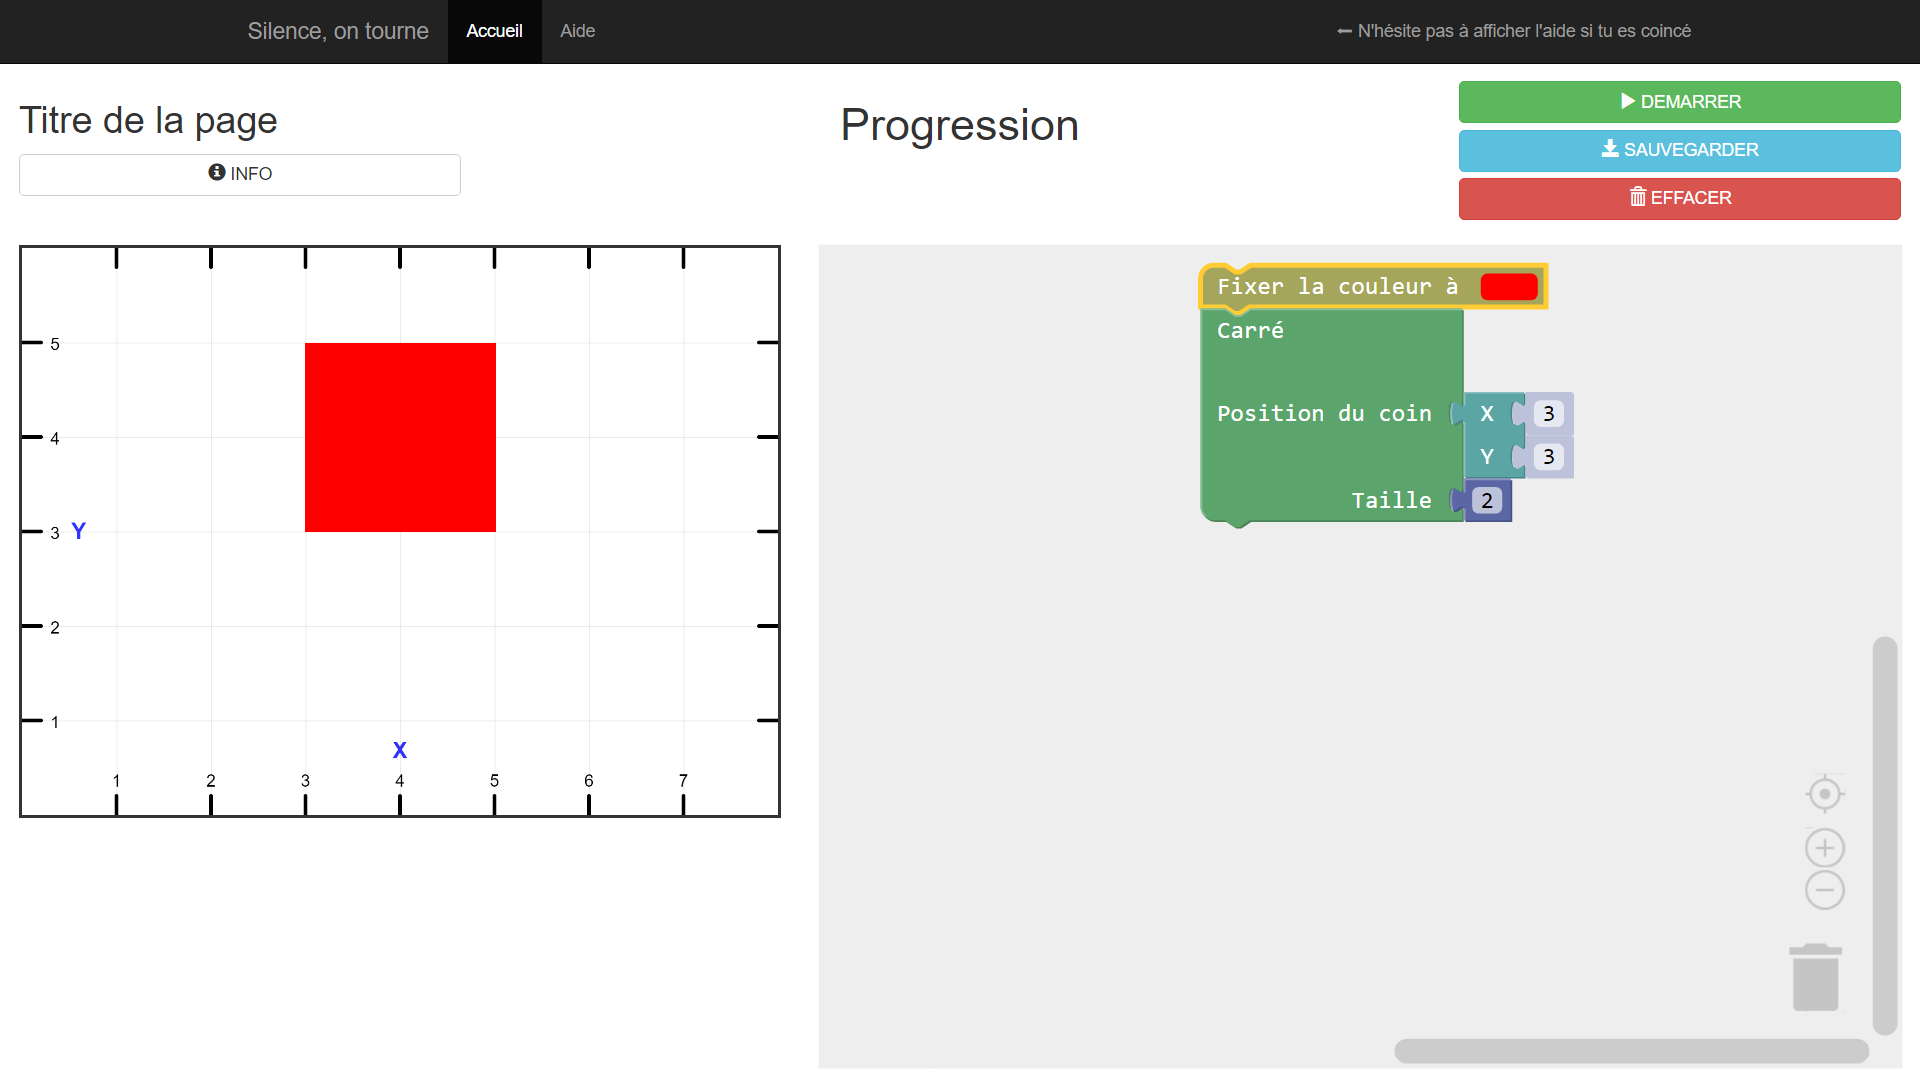 Silence, on tourne Accueil Aide N'hésite pas à afficher l'aide si tu es coincé
Titre de la page
INFO
Progression
DEMARRER
SAUVEGARDER
EFFACER
5
4
3 Y
2
1
X
1 2 3 4 5 6 7
Fixer la couleur à
Carré
Position du coin X 3
Y 3
Taille 2